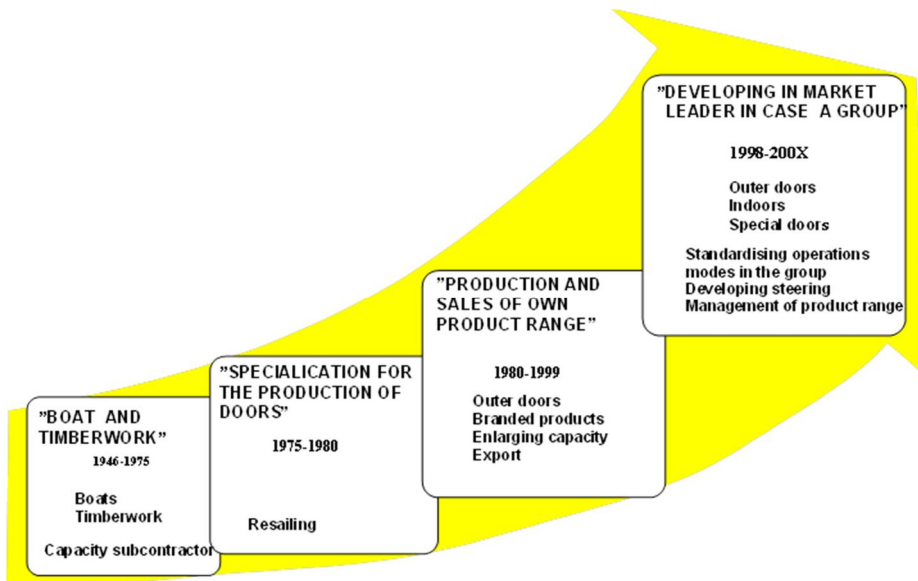 "BOAT AND
TIMBERWORK"
1946-1975
Boats
Timberwork
Capacity subcontractor
"SPECIALICATION FOR
THE PRODUCTION OF
DOORS"
1975-1980
Resailing
"PRODUCTION AND
SALES OF OWN
PRODUCT RANGE"
1980-1999
Outer doors
Branded products
Enlarging capacity
Export
"DEVELOPING IN MARKET
LEADER IN CASE A GROUP"
1998-200X
Outer doors
Indoors
Special doors
Standardising operations
modes in the group
Developing steering
Management of product range